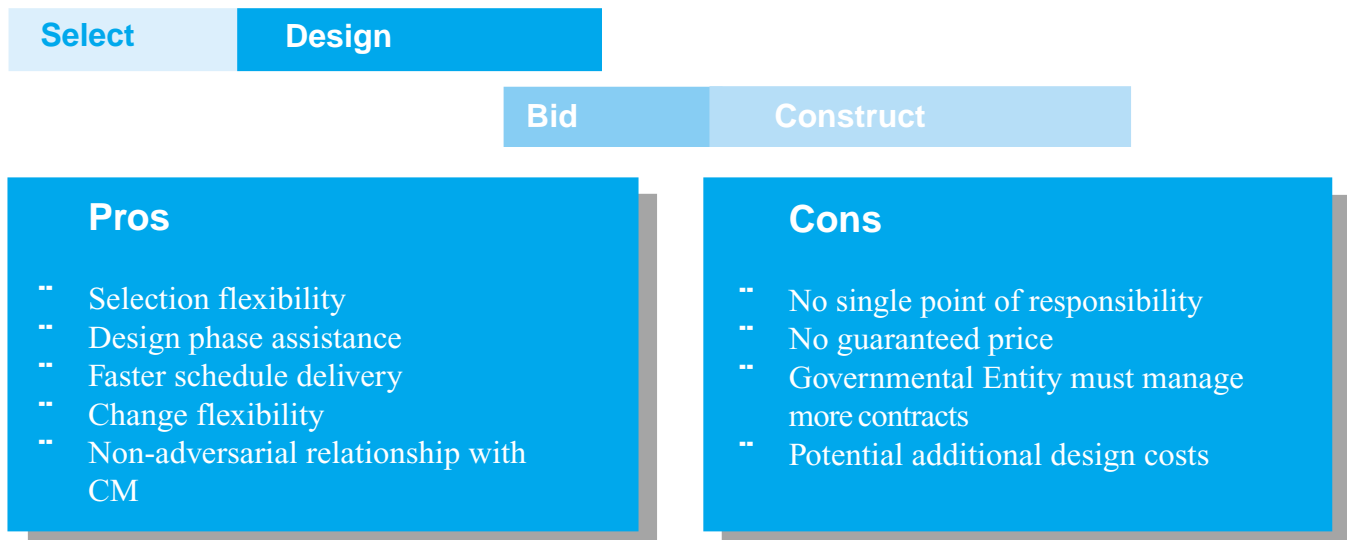 Select
Design
Bid
Construct
Pros
¨ Selection flexibility
¨ Design phase assistance
¨ Faster schedule delivery
¨ Change flexibility
¨ Non-adversarial relationship with
CM
Cons
¨ No single point of responsibility
¨ No guaranteed price
¨ Governmental Entity must manage
more contracts
¨ Potential additional design costs